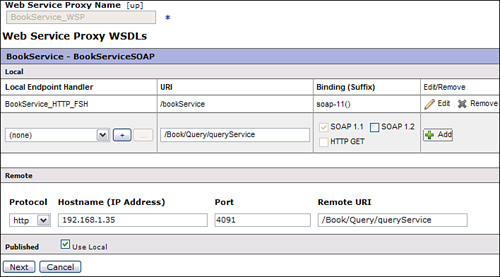 Web Service Proxy Name [up]
BookService_WSP *
Web Service Proxy WSDLs
BookService - BookServiceSOAP
Local
Local Endpoint Handler URI Binding (Suffix) Edit/Remove
BookService_HTTP_FSH /bookService soap-11() Edit Remove
(none) + ... /Book/Query/queryService SOAP 1.1 SOAP 1.2 Add
HTTP GET
Remote
Protocol Hostname (IP Address) Port Remote URI
http 192.168.1.35 4091 /Book/Query/queryService
Published Use Local
Next Cancel